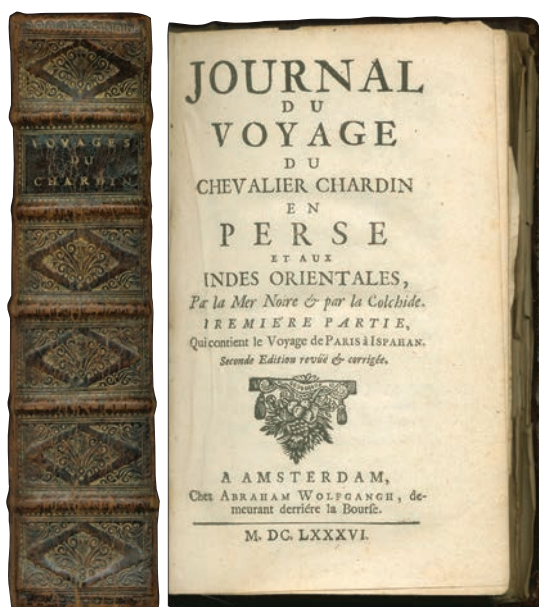 VOYAGES
DU
CHARDIN
JOURNAL
DU
VOYAGE
DU
CHEVALIER CHARDIN
EN
PERSE
ET AUX
INDES ORIENTALES,
Par la Mer Noire & par la Colchide.
PREMIERE PARTIE,
Qui contient le Voyage de PARIS à ISPAHAN.
Seconde Edition revûë & corrigée.
A AMSTERDAM,
Chez ABRAHAM WOLFGANGH, de-
meurant derriére la Bourſe.
M. DC. LXXXVI.